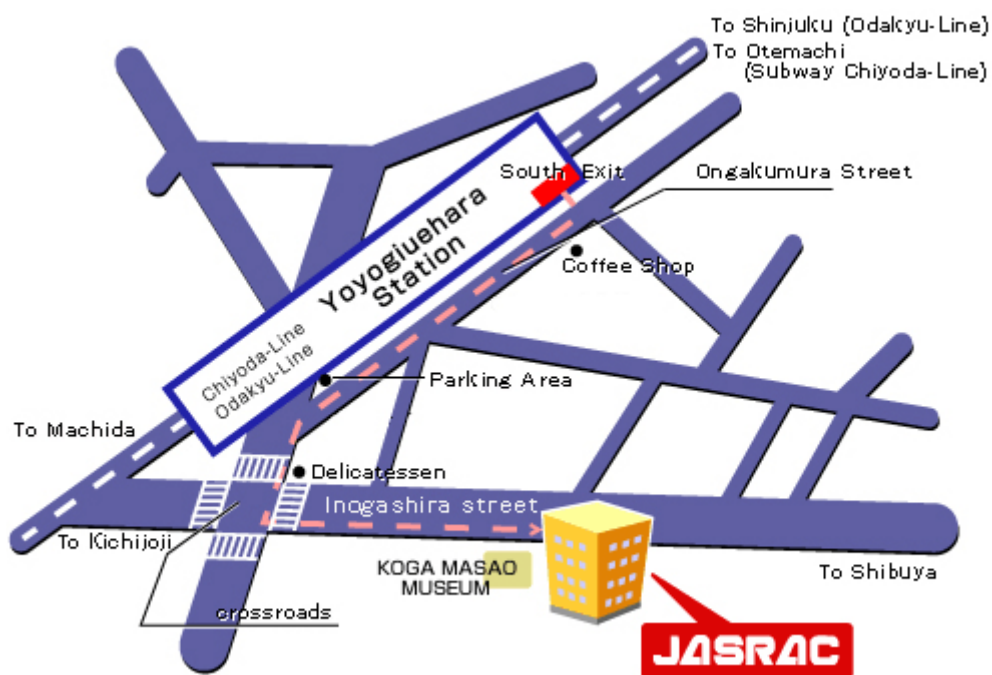 To Shinjuku (Odakyu-Line)
To Otemachi
(Subway Chiyoda-Line)
South Exit
Ongakumura Street
Yoyogiuehara
Station
Coffee Shop
Chiyoda-Line
Odakyu-Line
Parking Area
To Machida
Delicatessen
Inogashira street
To Kichijoji
KOGA MASAO
MUSEUM
To Shibuya
crossroads
JASRAC